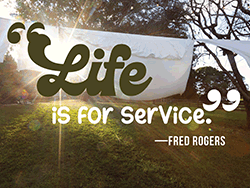 “Life
is for service.”
—FRED ROGERS